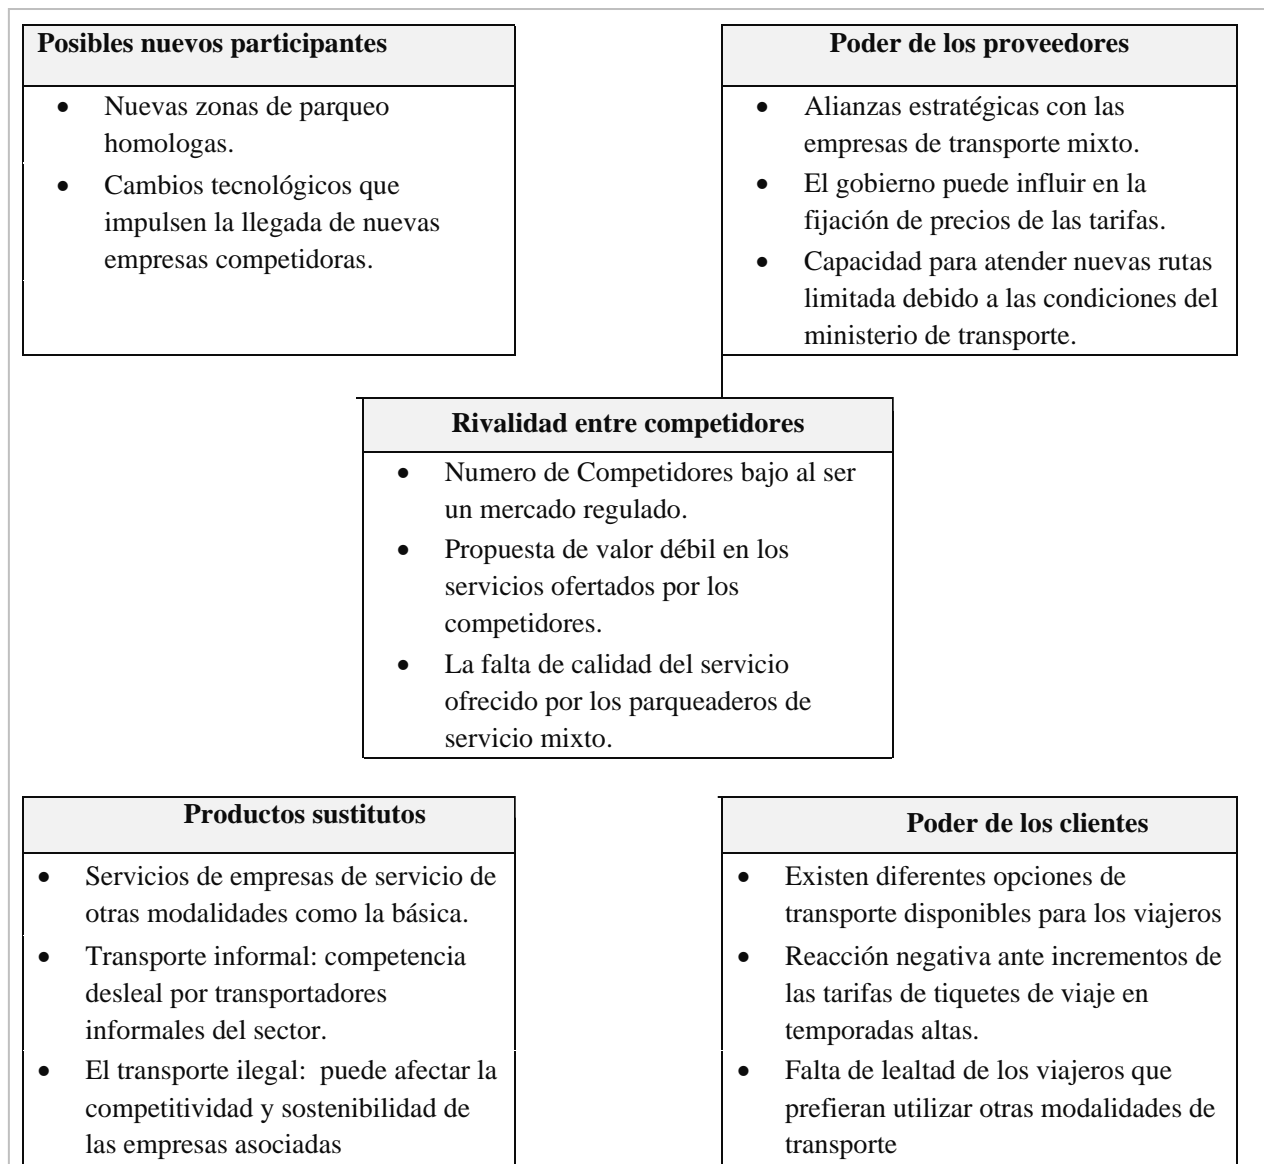 Posibles nuevos participantes
• Nuevas zonas de parqueo
homologas.
• Cambios tecnológicos que
impulsen la llegada de nuevas
empresas competidoras.
Poder de los proveedores
• Alianzas estratégicas con las
empresas de transporte mixto.
• El gobierno puede influir en la
fijación de precios de las tarifas.
• Capacidad para atender nuevas rutas
limitada debido a las condiciones del
ministerio de transporte.
Rivalidad entre competidores
• Numero de Competidores bajo al ser
un mercado regulado.
• Propuesta de valor débil en los
servicios ofertados por los
competidores.
• La falta de calidad del servicio
ofrecido por los parqueaderos de
servicio mixto.
Productos sustitutos
• Servicios de empresas de servicio de
otras modalidades como la básica.
• Transporte informal: competencia
desleal por transportadores
informales del sector.
• El transporte ilegal: puede afectar la
competitividad y sostenibilidad de
las empresas asociadas
Poder de los clientes
• Existen diferentes opciones de
transporte disponibles para los viajeros
• Reacción negativa ante incrementos de
las tarifas de tiquetes de viaje en
temporadas altas.
• Falta de lealtad de los viajeros que
prefieran utilizar otras modalidades de
transporte